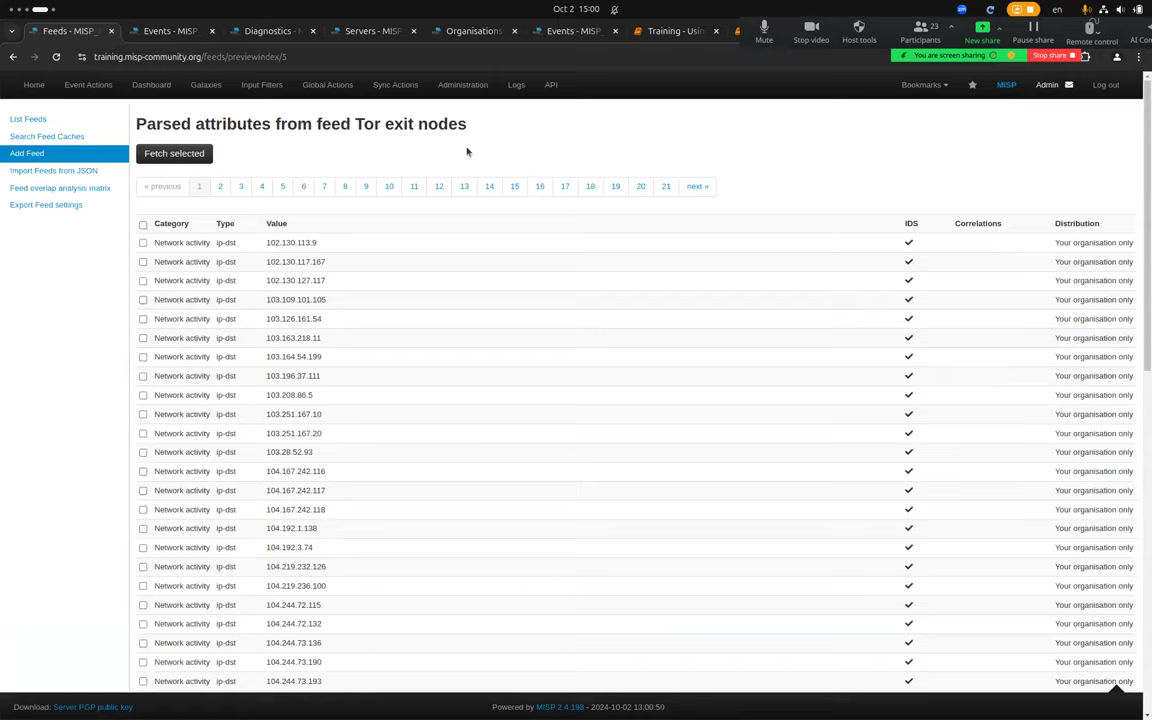 Oct 2 15:00
en
Feeds - MISP_
Events - MISP_
Diagnostics - M
Servers - MISP_
Organisations
Events - MISP_
Training - Usin
Mute
Stop video
Host tools
Participants
23
New share
Pause share
Remote control
AI Co
You are screen sharing
Stop share
training.misp-community.org/feeds/previewindex/5
Home
Event Actions
Dashboard
Galaxies
Input Filters
Global Actions
Sync Actions
Administration
Logs
API
Bookmarks
MISP
Admin
Log out
List Feeds
Search Feed Caches
Add Feed
Import Feeds from JSON
Feed overlap analysis matrix
Export Feed settings
Parsed attributes from feed Tor exit nodes
Fetch selected
« previous 1 2 3 4 5 6 7 8 9 10 11 12 13 14 15 16 17 18 19 20 21 next »
Category Type Value IDS Correlations Distribution
Network activity ip-dst 102.130.113.9 Your organisation only
Network activity ip-dst 102.130.117.167 Your organisation only
Network activity ip-dst 102.130.127.117 Your organisation only
Network activity ip-dst 103.109.101.105 Your organisation only
Network activity ip-dst 103.126.161.54 Your organisation only
Network activity ip-dst 103.163.218.11 Your organisation only
Network activity ip-dst 103.164.54.199 Your organisation only
Network activity ip-dst 103.196.37.111 Your organisation only
Network activity ip-dst 103.208.86.5 Your organisation only
Network activity ip-dst 103.251.167.10 Your organisation only
Network activity ip-dst 103.251.167.20 Your organisation only
Network activity ip-dst 103.28.52.93 Your organisation only
Network activity ip-dst 104.167.242.116 Your organisation only
Network activity ip-dst 104.167.242.117 Your organisation only
Network activity ip-dst 104.167.242.118 Your organisation only
Network activity ip-dst 104.192.1.138 Your organisation only
Network activity ip-dst 104.192.3.74 Your organisation only
Network activity ip-dst 104.219.232.126 Your organisation only
Network activity ip-dst 104.219.236.100 Your organisation only
Network activity ip-dst 104.244.72.115 Your organisation only
Network activity ip-dst 104.244.72.132 Your organisation only
Network activity ip-dst 104.244.73.136 Your organisation only
Network activity ip-dst 104.244.73.190 Your organisation only
Network activity ip-dst 104.244.73.193 Your organisation only
Download: Server PGP public key
Powered by MISP 2.4.198 - 2024-10-02 13:00:50